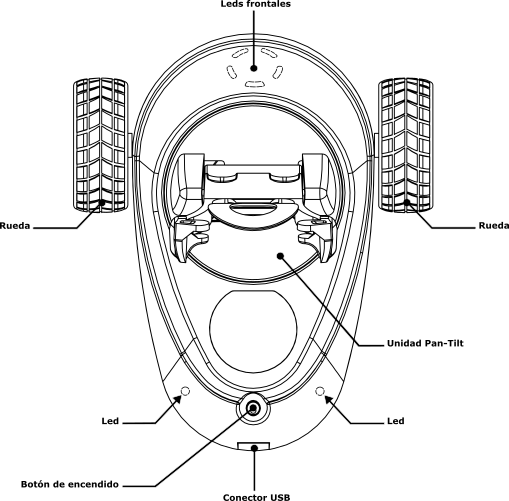 Leds frontales
Rueda
Rueda
Unidad Pan-Tilt
Led
Led
Botón de encendido
Conector USB